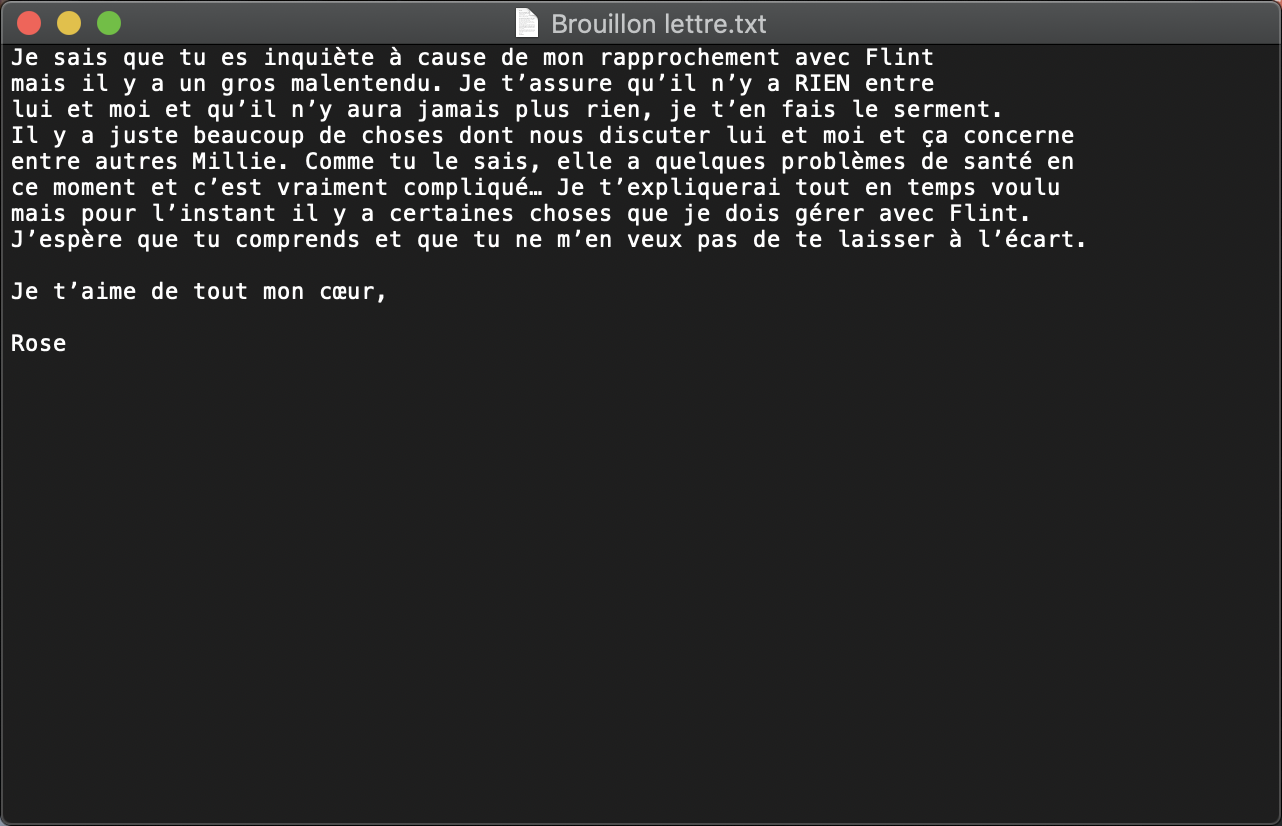 Brouillon lettre.txt
Je sais que tu es inquiète à cause de mon rapprochement avec Flint
mais il y a un gros malentendu. Je t’assure qu’il n’y a RIEN entre
lui et moi et qu’il n’y aura jamais plus rien, je t’en fais le serment.
Il y a juste beaucoup de choses dont nous discuter lui et moi et ça concerne
entre autres Millie. Comme tu le sais, elle a quelques problèmes de santé en
ce moment et c’est vraiment compliqué… Je t’expliquerai tout en temps voulu
mais pour l’instant il y a certaines choses que je dois gérer avec Flint.
J’espère que tu comprends et que tu ne m’en veux pas de te laisser à l’écart.
Je t’aime de tout mon cœur,
Rose